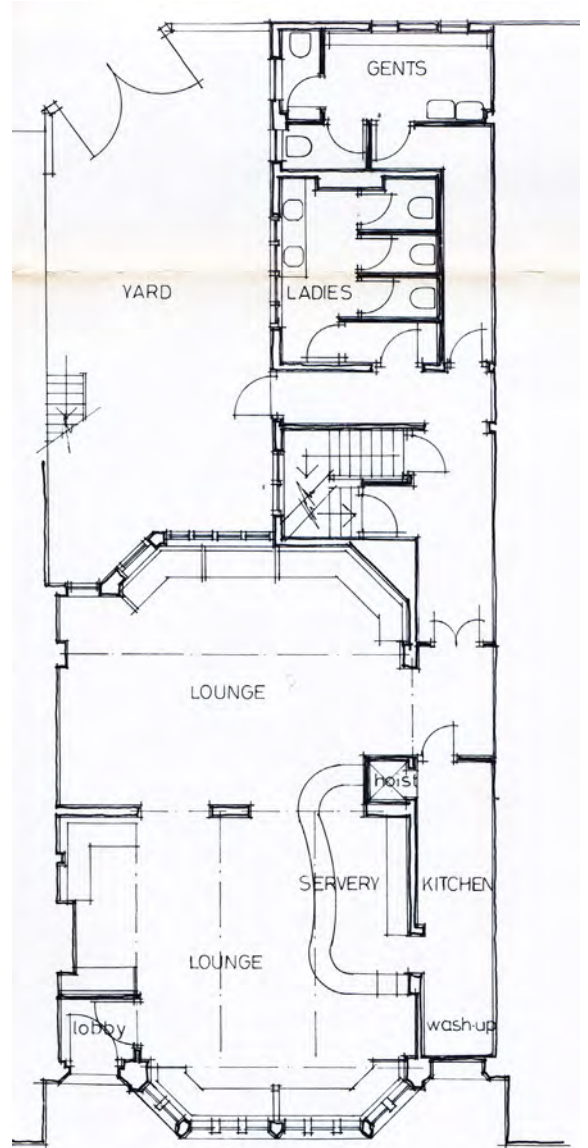 GENTS
YARD
LADIES
LOUNGE
hoist
SERVERY
KITCHEN
LOUNGE
lobby
wash-up